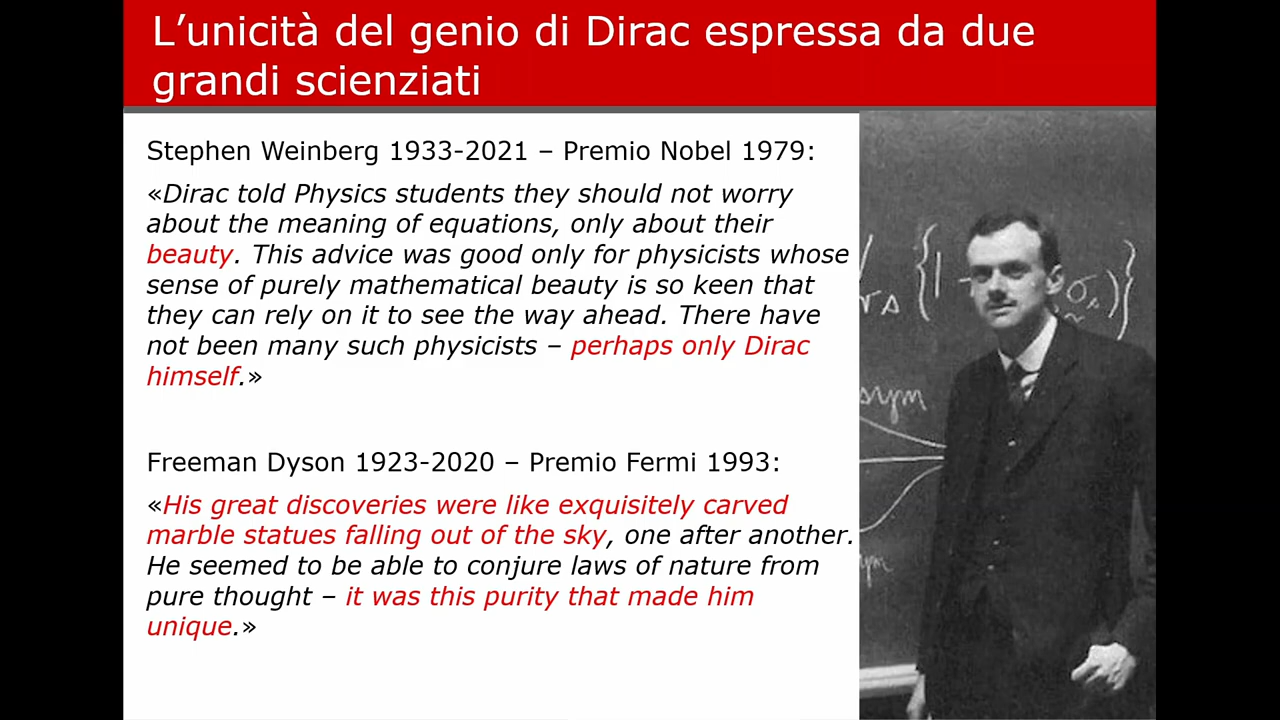 L’unicità del genio di Dirac espressa da due
grandi scienziati
Stephen Weinberg 1933-2021 – Premio Nobel 1979:
«Dirac told Physics students they should not worry
about the meaning of equations, only about their
beauty. This advice was good only for physicists whose
sense of purely mathematical beauty is so keen that
they can rely on it to see the way ahead. There have
not been many such physicists – perhaps only Dirac
himself.»
Freeman Dyson 1923-2020 – Premio Fermi 1993:
«His great discoveries were like exquisitely carved
marble statues falling out of the sky, one after another.
He seemed to be able to conjure laws of nature from
pure thought – it was this purity that made him
unique.»